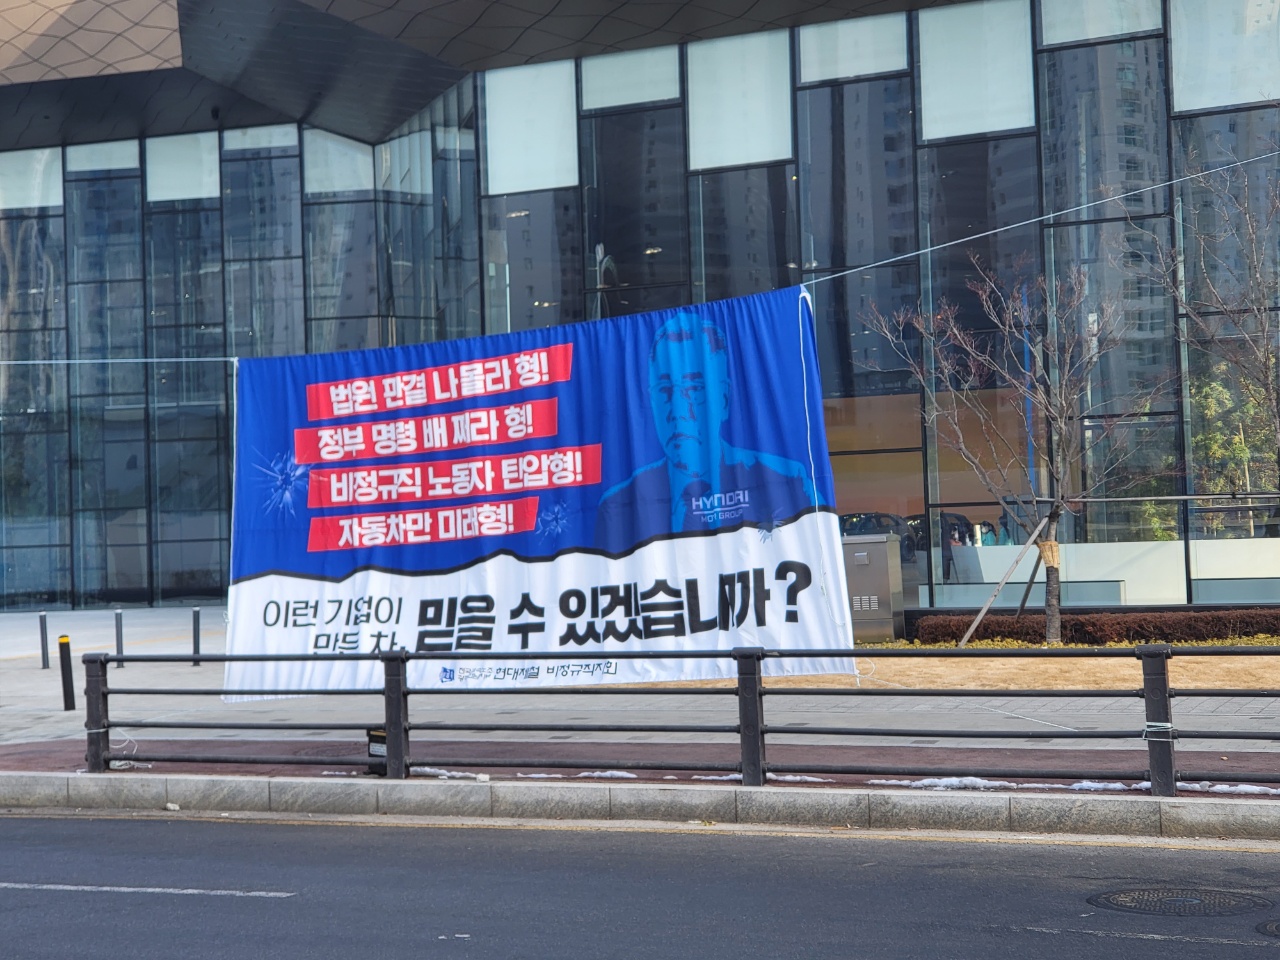 법원 판결 나몰라 형!
정부 명령 배 째라 형!
비정규직 노동자 탄압형!
자동차만 미래형!
HYUNDAI
MOTOR GROUP
이런 기업이
만든 차, 믿을 수 있겠습니까?
현대제철 비정규직지회